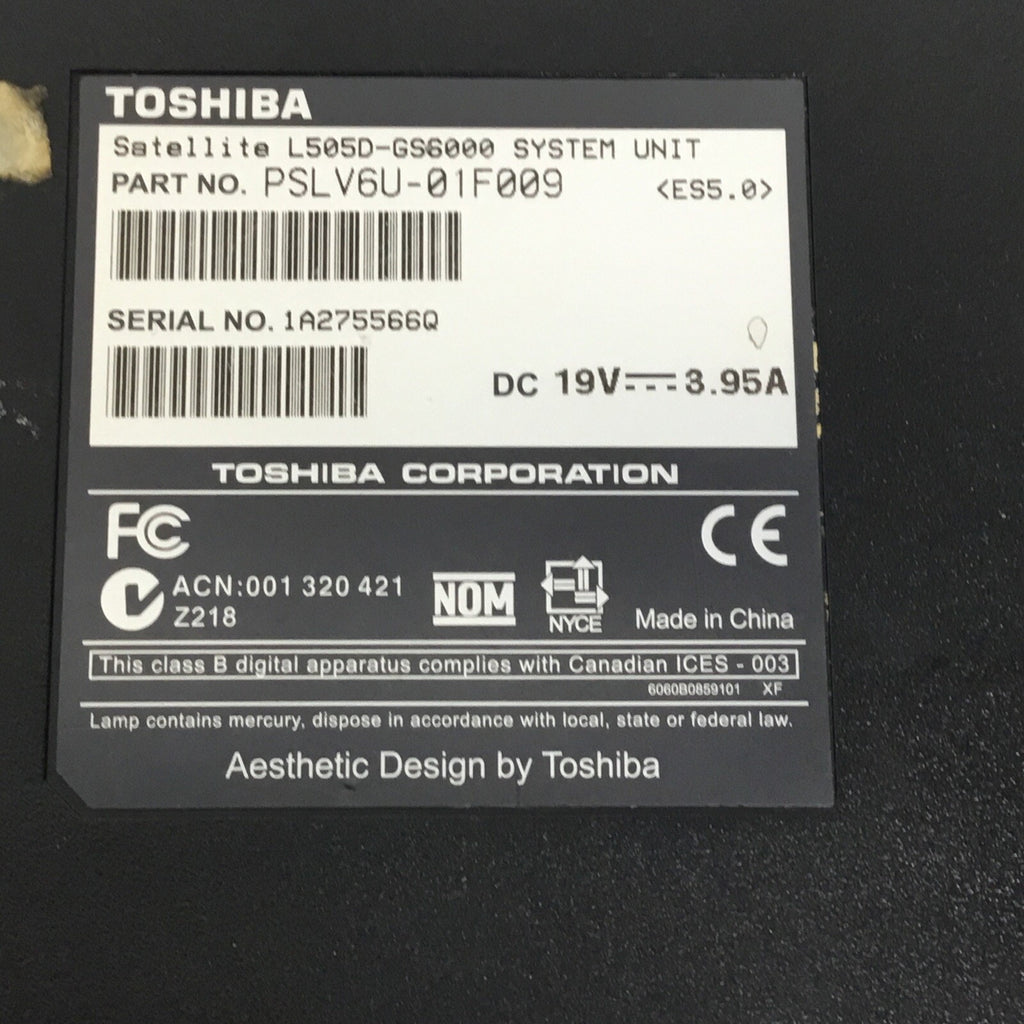 TOSHIBA
Satellite L505D-GS6000 SYSTEM UNIT
PART NO. PSLV6U-01F009 <ES5.0>
SERIAL NO. 1A275566Q
DC 19V⎓3.95A
TOSHIBA CORPORATION
FC CE
ACN:001 320 421
Z218
NOM
NYCE
Made in China
This class B digital apparatus complies with Canadian ICES - 003
6060B0859101 XF
Lamp contains mercury, dispose in accordance with local, state or federal law.
Aesthetic Design by Toshiba